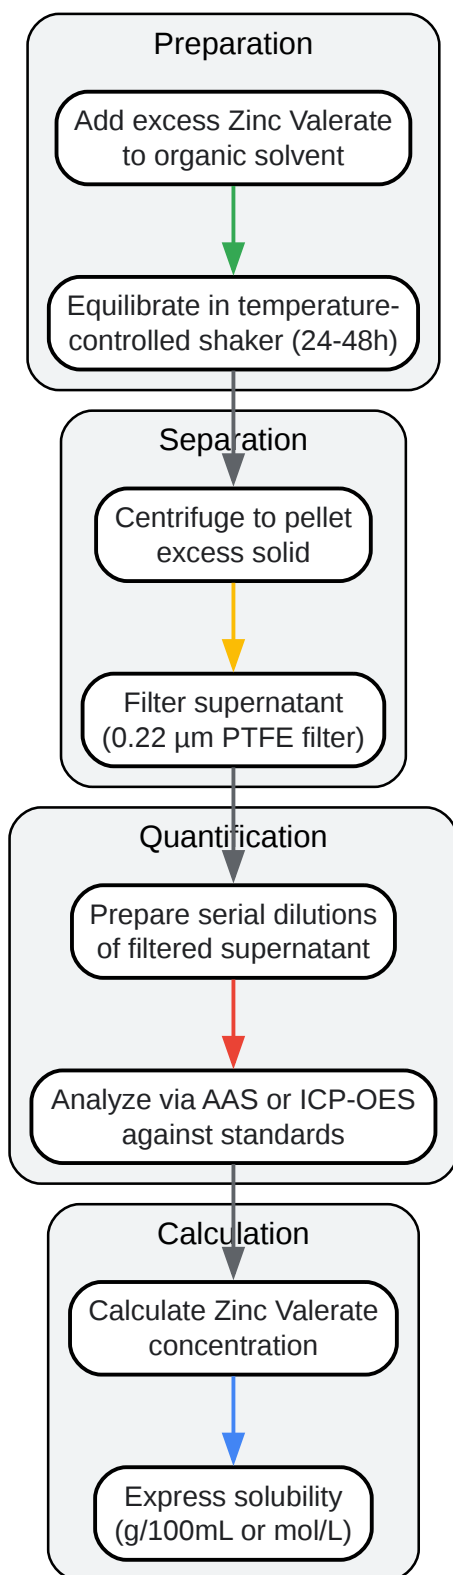 Preparation
Add excess Zinc Valerate
to organic solvent
Equilibrate in temperature-
controlled shaker (24-48h)
Separation
Centrifuge to pellet
excess solid
Filter supernatant
(0.22 µm PTFE filter)
Quantification
Prepare serial dilutions
of filtered supernatant
Analyze via AAS or ICP-OES
against standards
Calculation
Calculate Zinc Valerate
concentration
Express solubility
(g/100mL or mol/L)